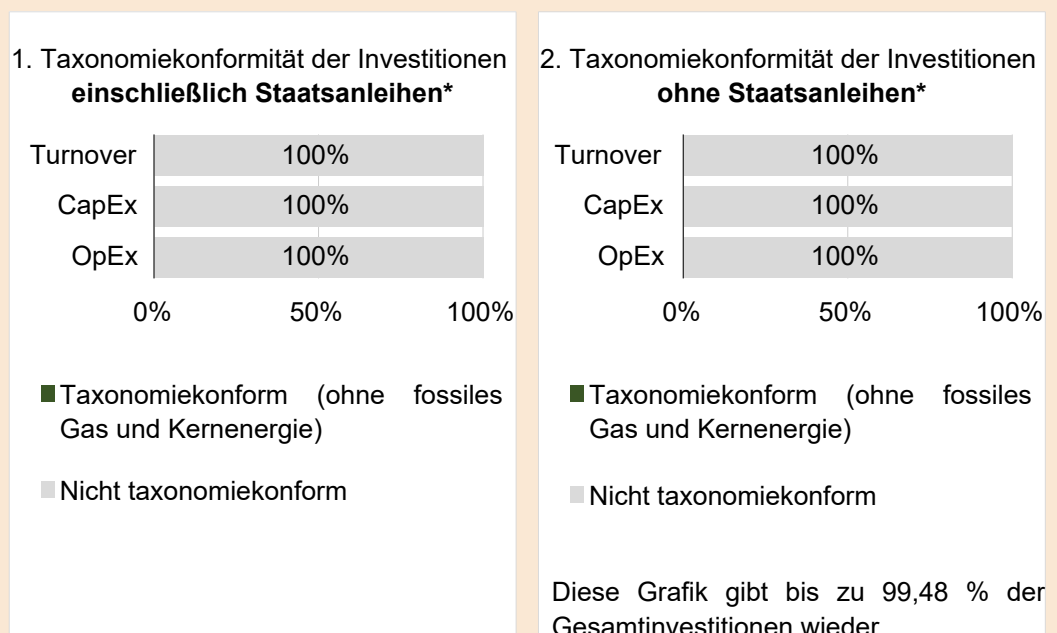 1. Taxonomiekonformität der Investitionen
einschließlich Staatsanleihen*
Turnover 100%
CapEx 100%
OpEx 100%
0% 50% 100%
Taxonomiekonform (ohne fossiles
Gas und Kernenergie)
Nicht taxonomiekonform
2. Taxonomiekonformität der Investitionen
ohne Staatsanleihen*
Turnover 100%
CapEx 100%
OpEx 100%
0% 50% 100%
Taxonomiekonform (ohne fossiles
Gas und Kernenergie)
Nicht taxonomiekonform
Diese Grafik gibt bis zu 99,48 % der
Gesamtinvestitionen wieder